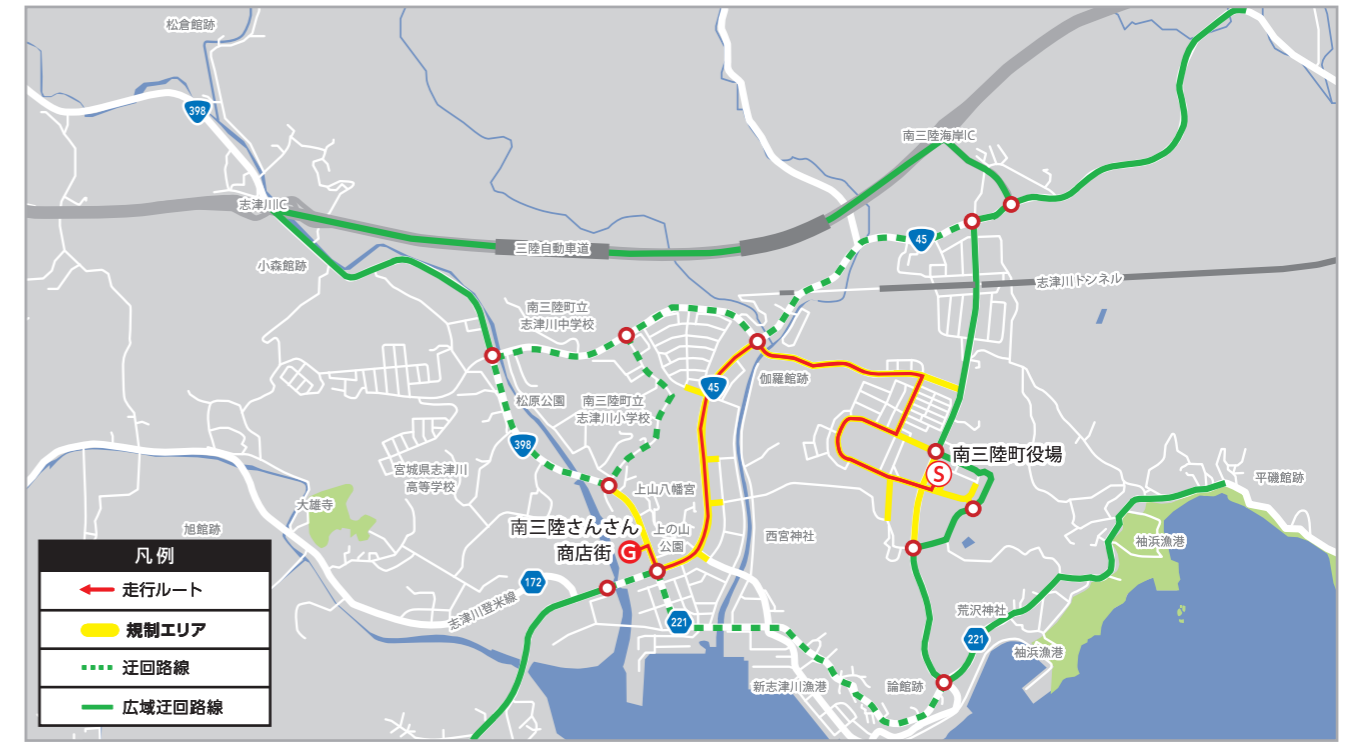 松倉館跡
398
南三陸海岸IC
志津川IC
45
三陸自動車道
小森館跡
志津川トンネル
南三陸町立
志津川中学校
伽羅館跡
45
松原公園
南三陸町立
志津川小学校
398
南三陸町役場
S
宮城県志津川
高等学校
平磯館跡
上山八幡宮
大雄寺
旭館跡
南三陸さんさん
商店街
G
上の山
公園
西宮神社
袖浜漁港
凡例
走行ルート
規制エリア
迂回路線
広域迂回路線
172
志津川登米線
221
荒沢神社
221
袖浜漁港
新志津川漁港
論館跡